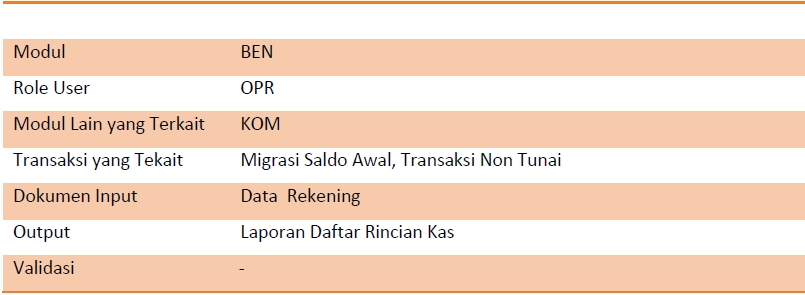 Modul BEN
Role User OPR
Modul Lain yang Terkait KOM
Transaksi yang Tekait Migrasi Saldo Awal, Transaksi Non Tunai
Dokumen Input Data  Rekening
Output Laporan Daftar Rincian Kas
Validasi -